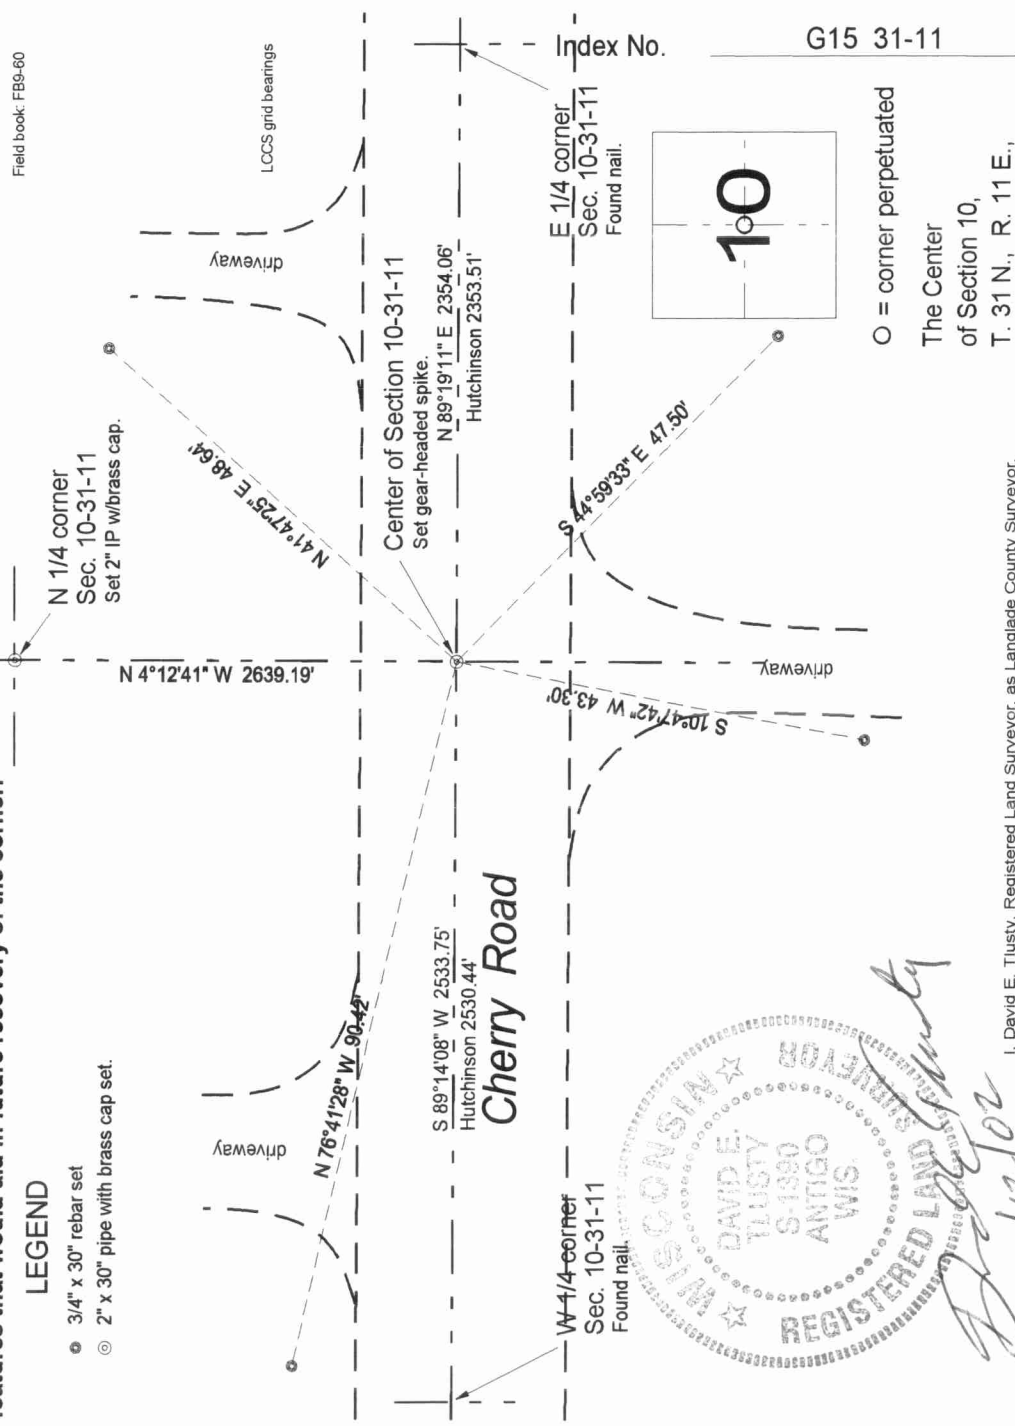 features that would aid in future recovery of the corner.
Field book: FB9-60
LEGEND
3/4" x 30" rebar set
2" x 30" pipe with brass cap set.
N 1/4 corner
Sec. 10-31-11
Set 2" IP w/brass cap.
LCCS grid bearings
driveway
driveway
driveway
N 4°12'41" W 2639.19'
N 41°47'25" E 48.64'
N 76°41'28" W 90.42'
S 10°47'42" W 43.30'
S 44°59'33" E 47.50'
Center of Section 10-31-11
Set gear-headed spike.
N 89°19'11" E 2354.06'
Hutchinson 2353.51'
S 89°14'08" W 2533.75'
Hutchinson 2530.44'
Cherry Road
W 1/4 corner
Sec. 10-31-11
Found nail.
E 1/4 corner
Sec. 10-31-11
Found nail.
Index No.
G15 31-11
10
O = corner perpetuated
The Center
of Section 10,
T. 31 N., R. 11 E.,
WISCONSIN
DAVID E.
TLUSTY
S-1390
ANTIGO
WIS.
REGISTERED LAND SURVEYOR
I, David E. Tlusty, Registered Land Surveyor, as Langlade County Surveyor,